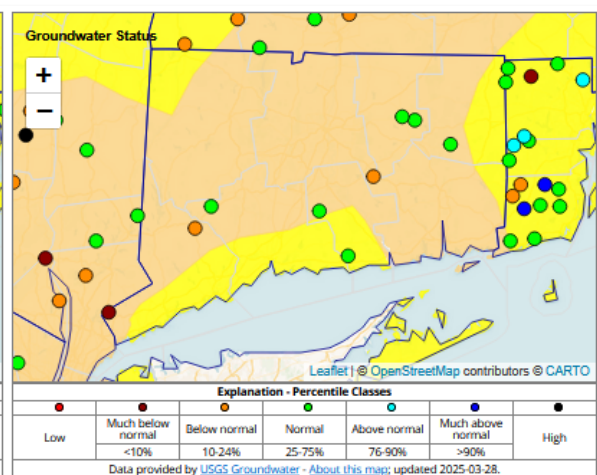 Groundwater Status
+
−
Leaflet | © OpenStreetMap contributors © CARTO
Explanation - Percentile Classes
Low
Much below normal
Below normal
Normal
Above normal
Much above normal
High
<10%
10-24%
25-75%
76-90%
>90%
Data provided by USGS Groundwater - About this map; updated 2025-03-28.